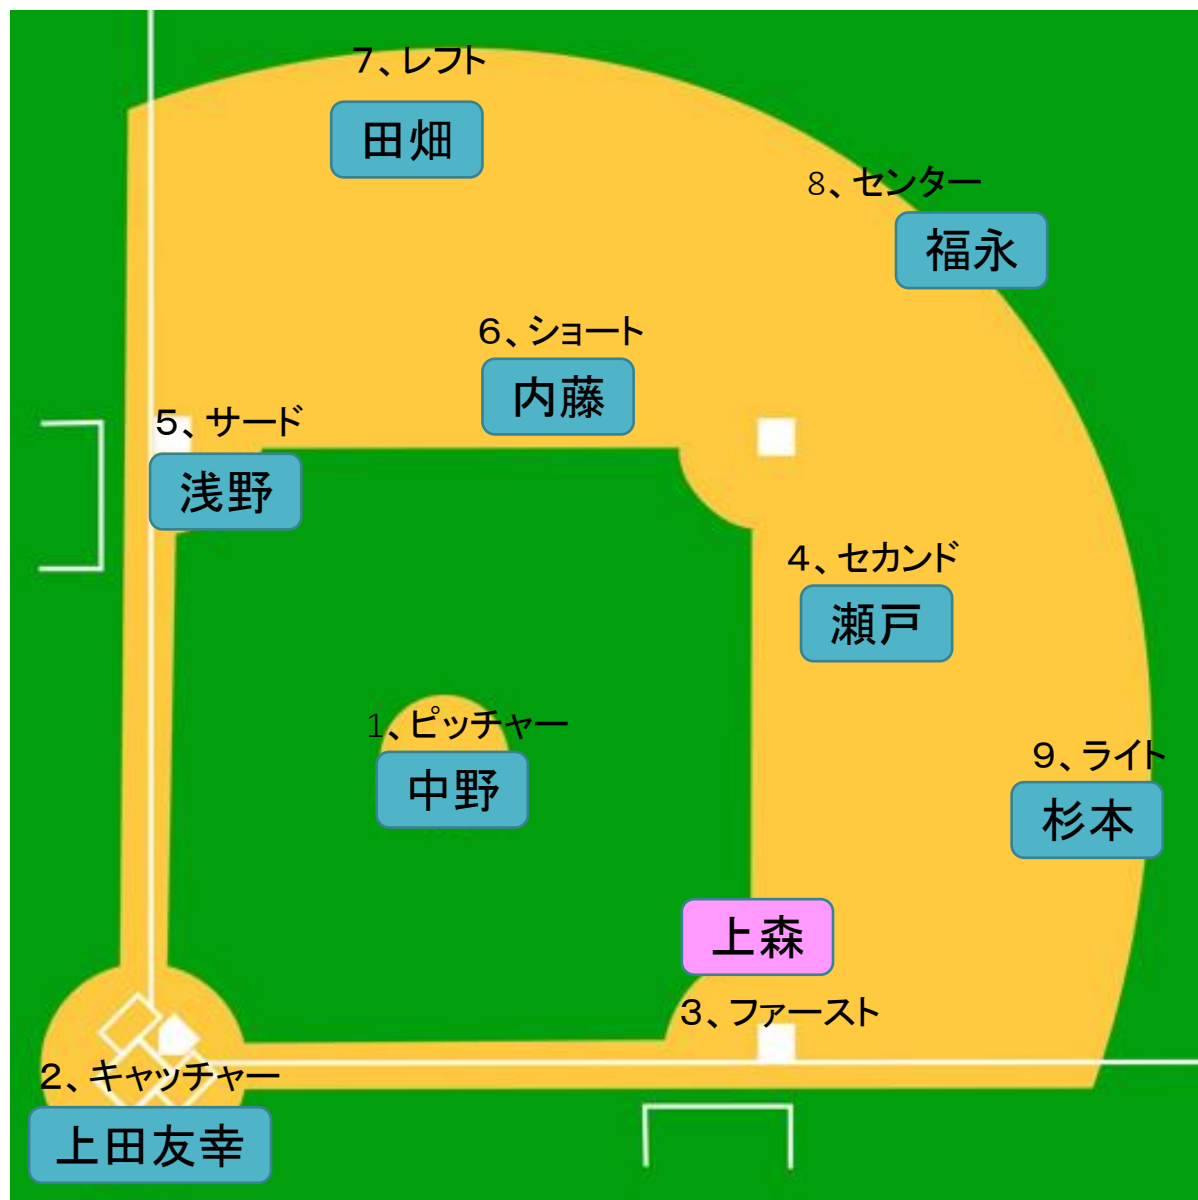 7、レフト
田畑
8、センター
福永
6、ショート
内藤
5、サード
浅野
4、セカンド
瀬戸
1、ピッチャー
中野
9、ライト
杉本
上森
3、ファースト
2、キャッチャー
上田友幸